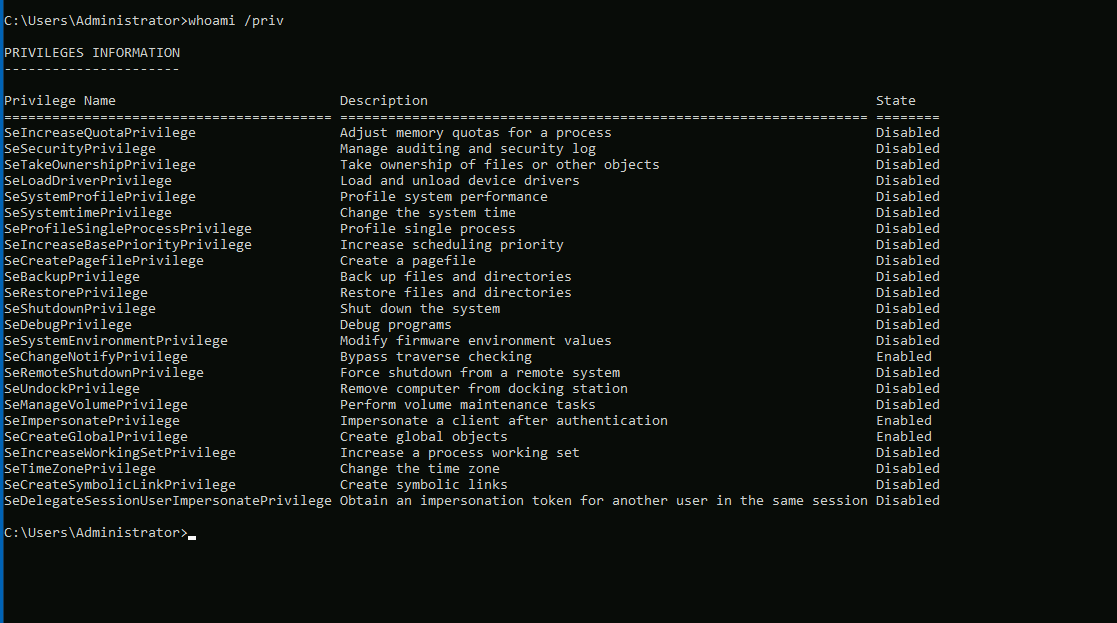 C:\Users\Administrator>whoami /priv
PRIVILEGES INFORMATION
----------------------
Privilege Name                            Description                                                        State
========================================= ================================================================== ========
SeIncreaseQuotaPrivilege                  Adjust memory quotas for a process                                 Disabled
SeSecurityPrivilege                       Manage auditing and security log                                   Disabled
SeTakeOwnershipPrivilege                  Take ownership of files or other objects                           Disabled
SeLoadDriverPrivilege                     Load and unload device drivers                                     Disabled
SeSystemProfilePrivilege                  Profile system performance                                         Disabled
SeSystemtimePrivilege                     Change the system time                                             Disabled
SeProfileSingleProcessPrivilege           Profile single process                                             Disabled
SeIncreaseBasePriorityPrivilege           Increase scheduling priority                                       Disabled
SeCreatePagefilePrivilege                 Create a pagefile                                                  Disabled
SeBackupPrivilege                         Back up files and directories                                      Disabled
SeRestorePrivilege                        Restore files and directories                                      Disabled
SeShutdownPrivilege                       Shut down the system                                               Disabled
SeDebugPrivilege                          Debug programs                                                     Disabled
SeSystemEnvironmentPrivilege              Modify firmware environment values                                 Disabled
SeChangeNotifyPrivilege                   Bypass traverse checking                                           Enabled
SeRemoteShutdownPrivilege                 Force shutdown from a remote system                                Disabled
SeUndockPrivilege                         Remove computer from docking station                               Disabled
SeManageVolumePrivilege                   Perform volume maintenance tasks                                   Disabled
SeImpersonatePrivilege                    Impersonate a client after authentication                          Enabled
SeCreateGlobalPrivilege                   Create global objects                                              Enabled
SeIncreaseWorkingSetPrivilege             Increase a process working set                                     Disabled
SeTimeZonePrivilege                       Change the time zone                                               Disabled
SeCreateSymbolicLinkPrivilege             Create symbolic links                                              Disabled
SeDelegateSessionUserImpersonatePrivilege Obtain an impersonation token for another user in the same session Disabled
C:\Users\Administrator>